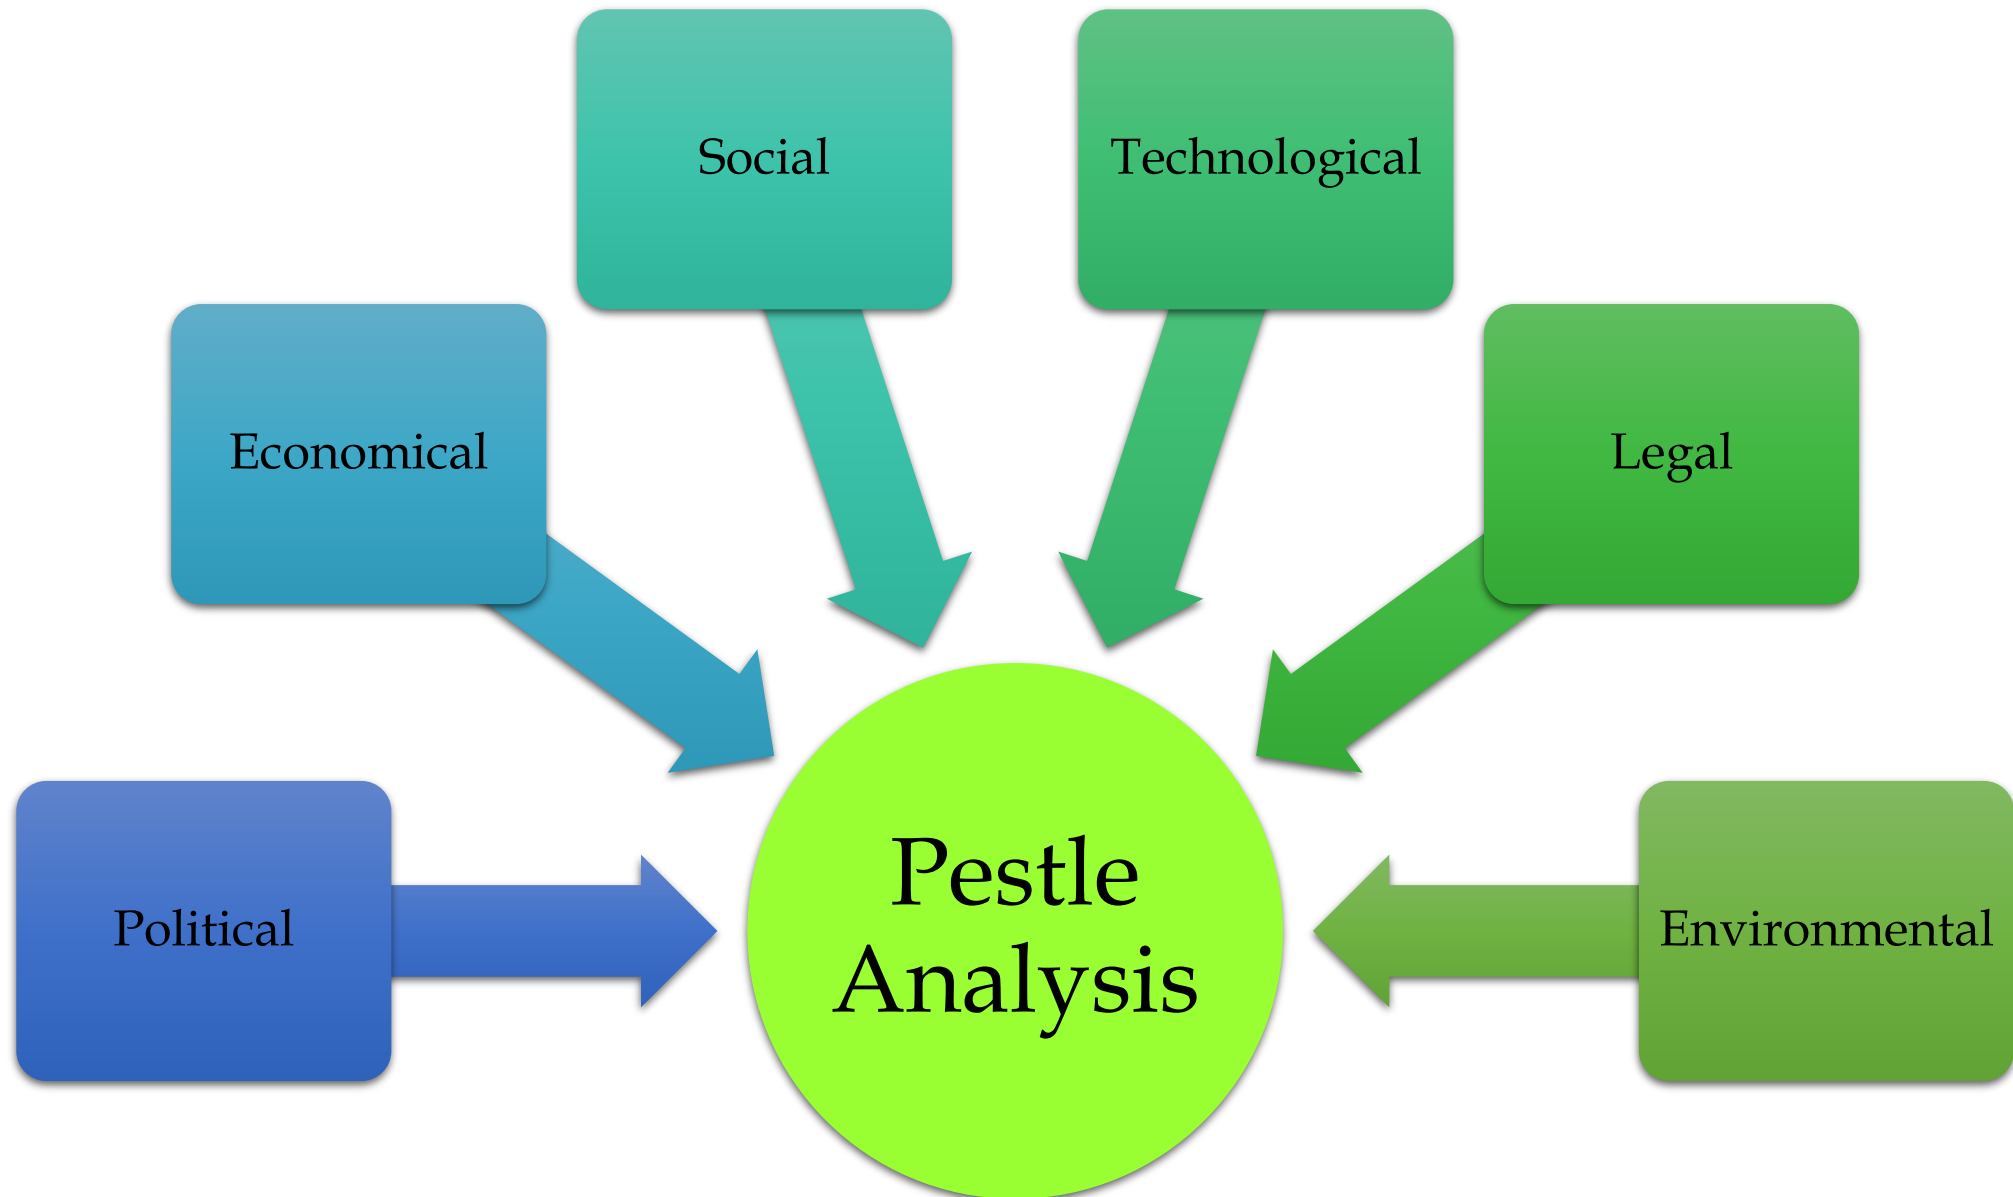 Social
Technological
Economical
Legal
Political
Pestle
Analysis
Environmental